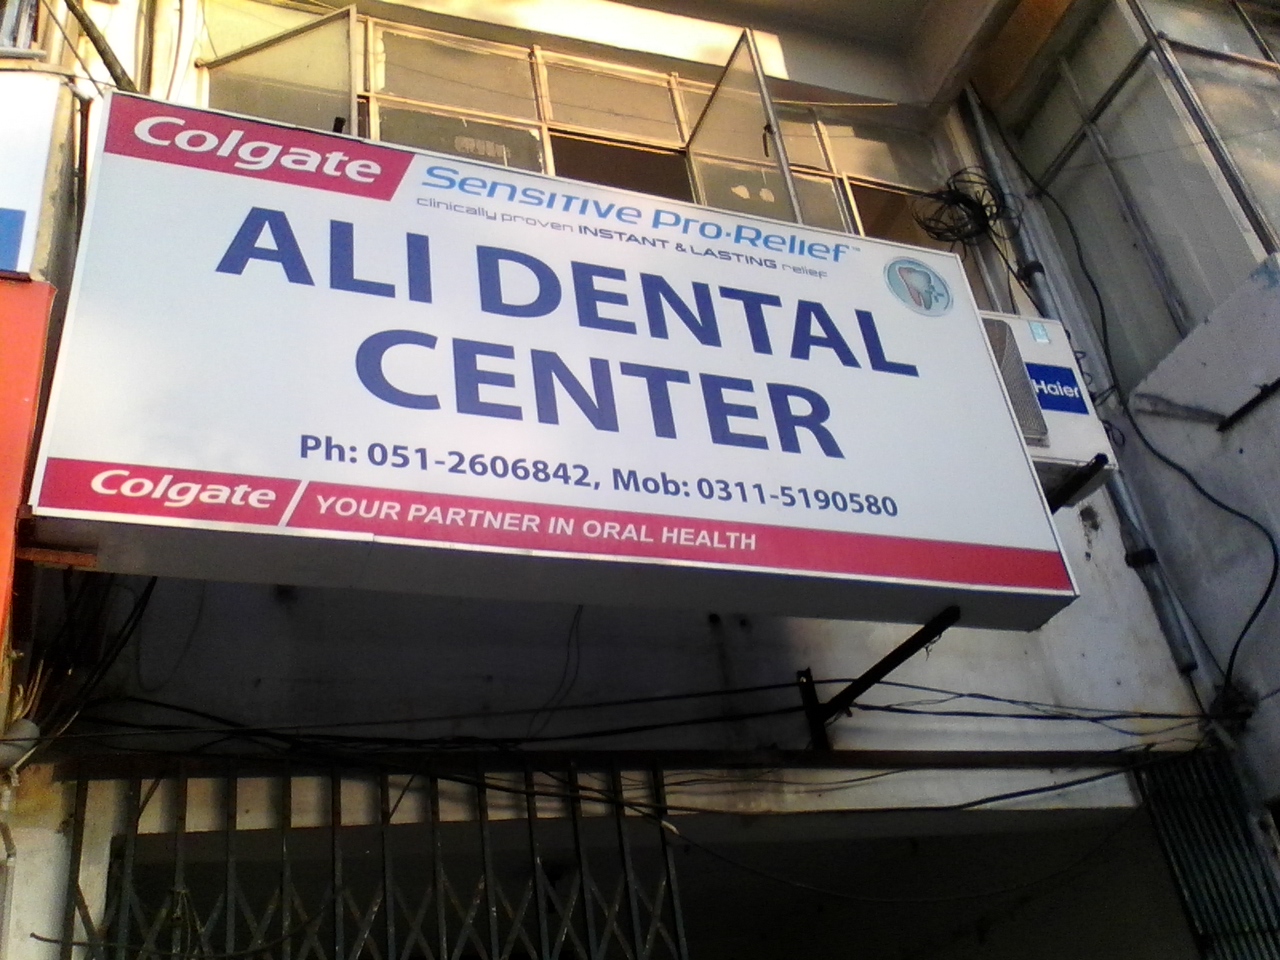 Colgate
Sensitive Pro-Relief™
clinically proven INSTANT & LASTING relief
ALI DENTAL
CENTER
Ph: 051-2606842, Mob: 0311-5190580
Colgate / YOUR PARTNER IN ORAL HEALTH
Haier